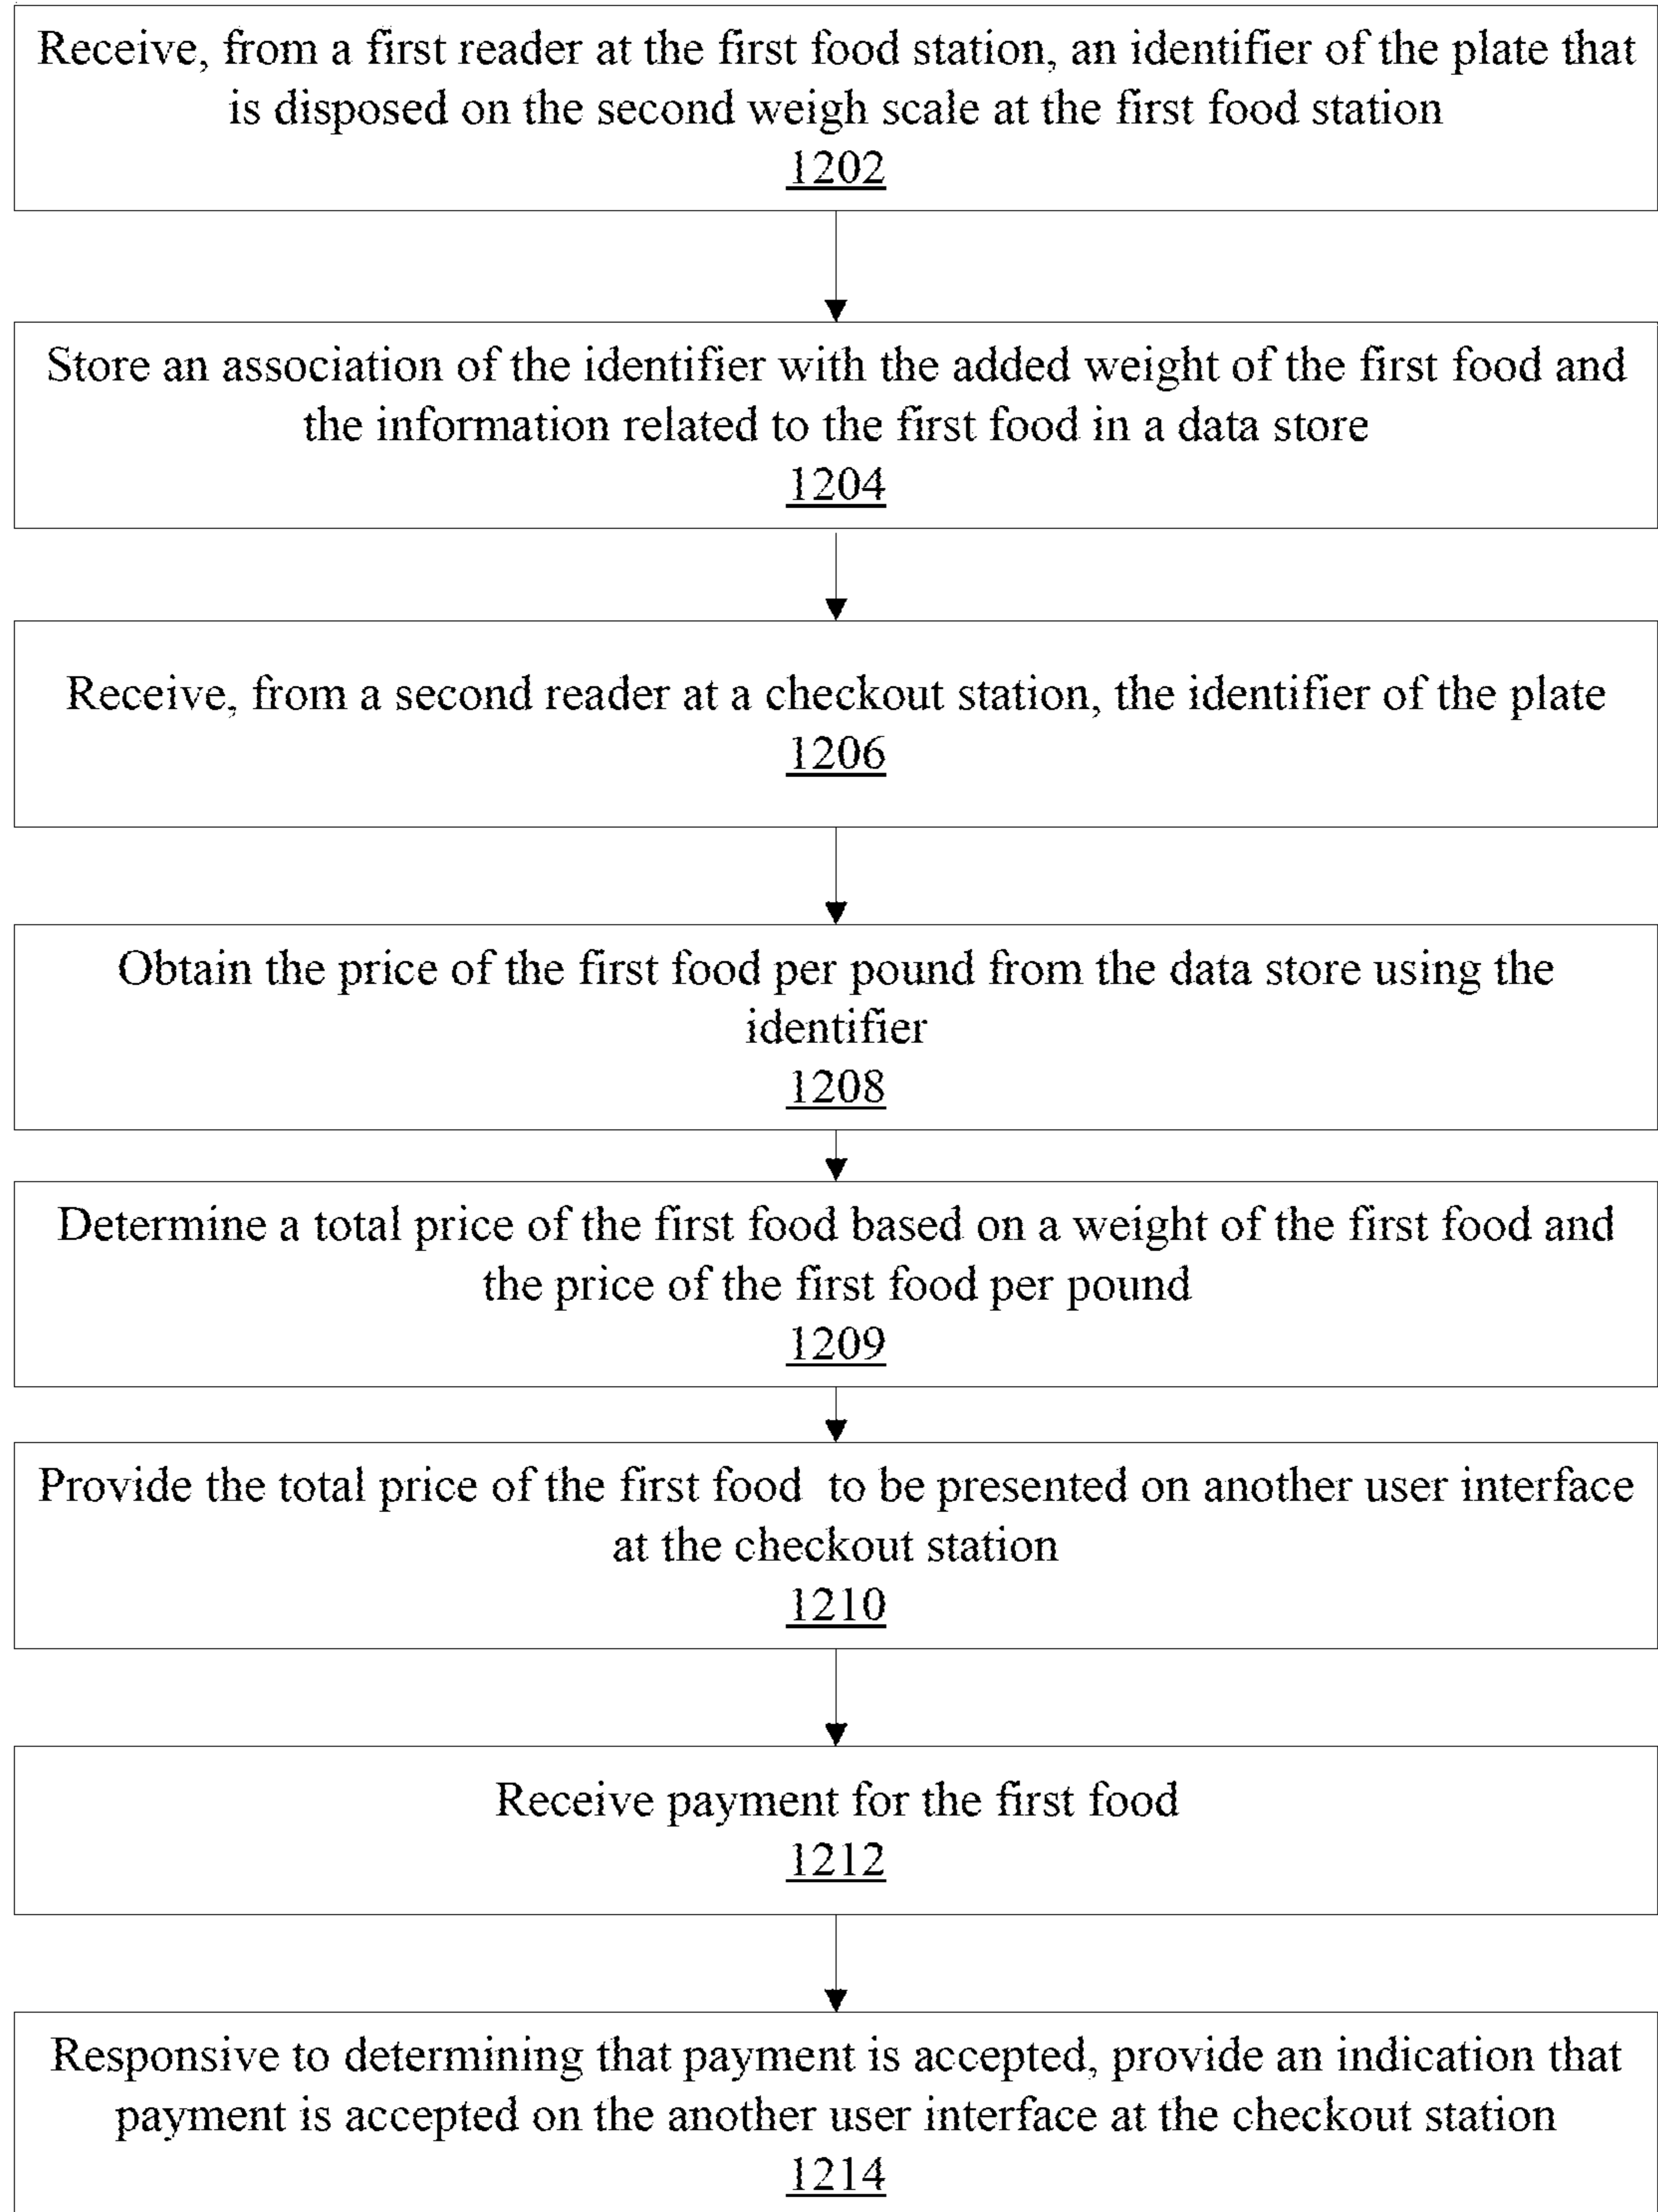 Receive, from a first reader at the first food station, an identifier of the plate that
is disposed on the second weigh scale at the first food station
1202
Store an association of the identifier with the added weight of the first food and
the information related to the first food in a data store
1204
Receive, from a second reader at a checkout station, the identifier of the plate
1206
Obtain the price of the first food per pound from the data store using the
identifier
1208
Determine a total price of the first food based on a weight of the first food and
the price of the first food per pound
1209
Provide the total price of the first food to be presented on another user interface
at the checkout station
1210
Receive payment for the first food
1212
Responsive to determining that payment is accepted, provide an indication that
payment is accepted on the another user interface at the checkout station
1214